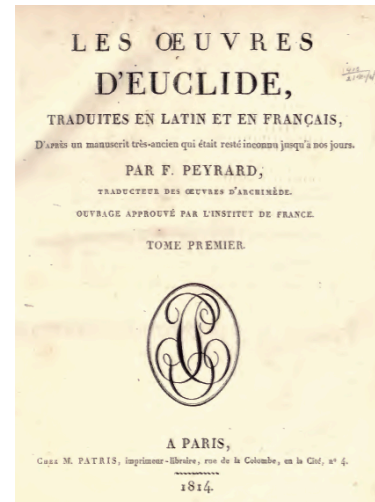 LES ŒUVRES
D'EUCLIDE,
TRADUITES EN LATIN ET EN FRANÇAIS,
D'APRÈS un manuscrit très-ancien qui était resté inconnu jusqu'à nos jours.
PAR F. PEYRARD,
TRADUCTEUR DES ŒUVRES D'ARCHIMÈDE.
OUVRAGE APPROUVÉ PAR L'INSTITUT DE FRANCE.
TOME PREMIER.
A PARIS,
CHEZ M. PATRIS, imprimeur-libraire, rue de la Colombe, en la Cité, n° 4.
1814.